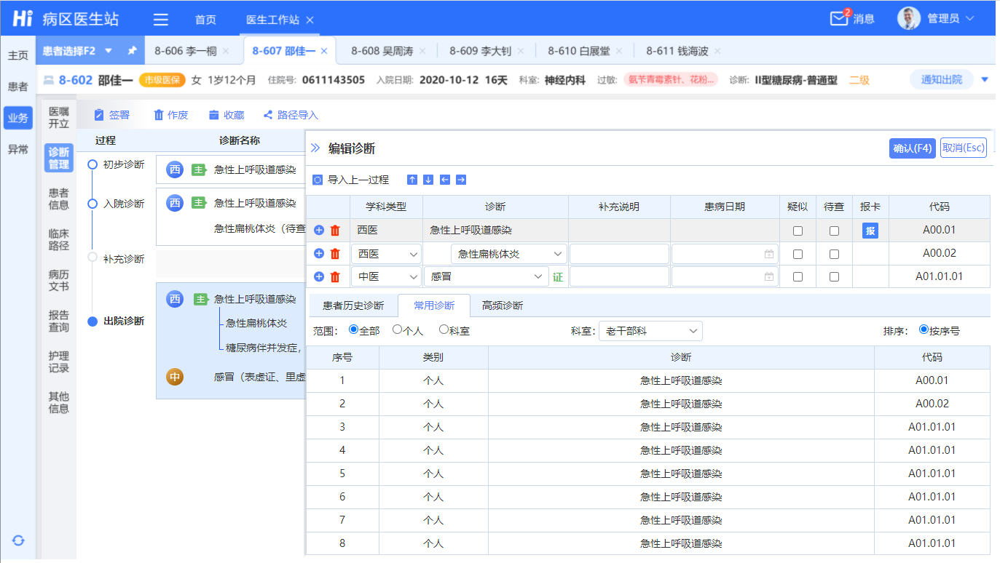 Hi 病区医生站 首页 医生工作站 2 消息 管理员
主页
患者
业务
异常
患者选择F2 8-606 李一桐 8-607 邵佳一 8-608 吴周涛 8-609 李大钊 8-610 白展堂 8-611 钱海波
8-602 邵佳一 市级医保 女 1岁12个月 住院号: 0611143505 入院日期: 2020-10-12 16天 科室: 神经内科 过敏: 氨苄青霉素针、花粉... 诊断: II型糖尿病-普通型 二级 通知出院
医嘱
开立
诊断
管理
患者
信息
临床
路径
病历
文书
报告
查询
护理
记录
其他
信息
签署 作废 收藏 路径导入
过程 诊断名称
初步诊断 西 主 急性上呼吸道感染
入院诊断 西 主 急性上呼吸道感染
急性扁桃体炎（待查
补充诊断
西 主 急性上呼吸道感染
出院诊断 急性扁桃体炎
糖尿病伴并发症,
中 感冒（表虚证、里虚
编辑诊断 确认(F4) 取消(Esc)
导入上一过程
学科类型 诊断 补充说明 患病日期 疑似 待查 报卡 代码
西医 急性上呼吸道感染 报 A00.01
西医 急性扁桃体炎 A00.02
中医 感冒 证 A01.01.01
患者历史诊断 常用诊断 高频诊断
范围: 全部 个人 科室 科室: 老干部科 排序: 按序号
序号 类别 诊断 代码
1 个人 急性上呼吸道感染 A00.01
2 个人 急性上呼吸道感染 A00.02
3 个人 急性上呼吸道感染 A01.01.01
4 个人 急性上呼吸道感染 A01.01.01
5 个人 急性上呼吸道感染 A01.01.01
6 个人 急性上呼吸道感染 A01.01.01
7 个人 急性上呼吸道感染 A01.01.01
8 个人 急性上呼吸道感染 A01.01.01